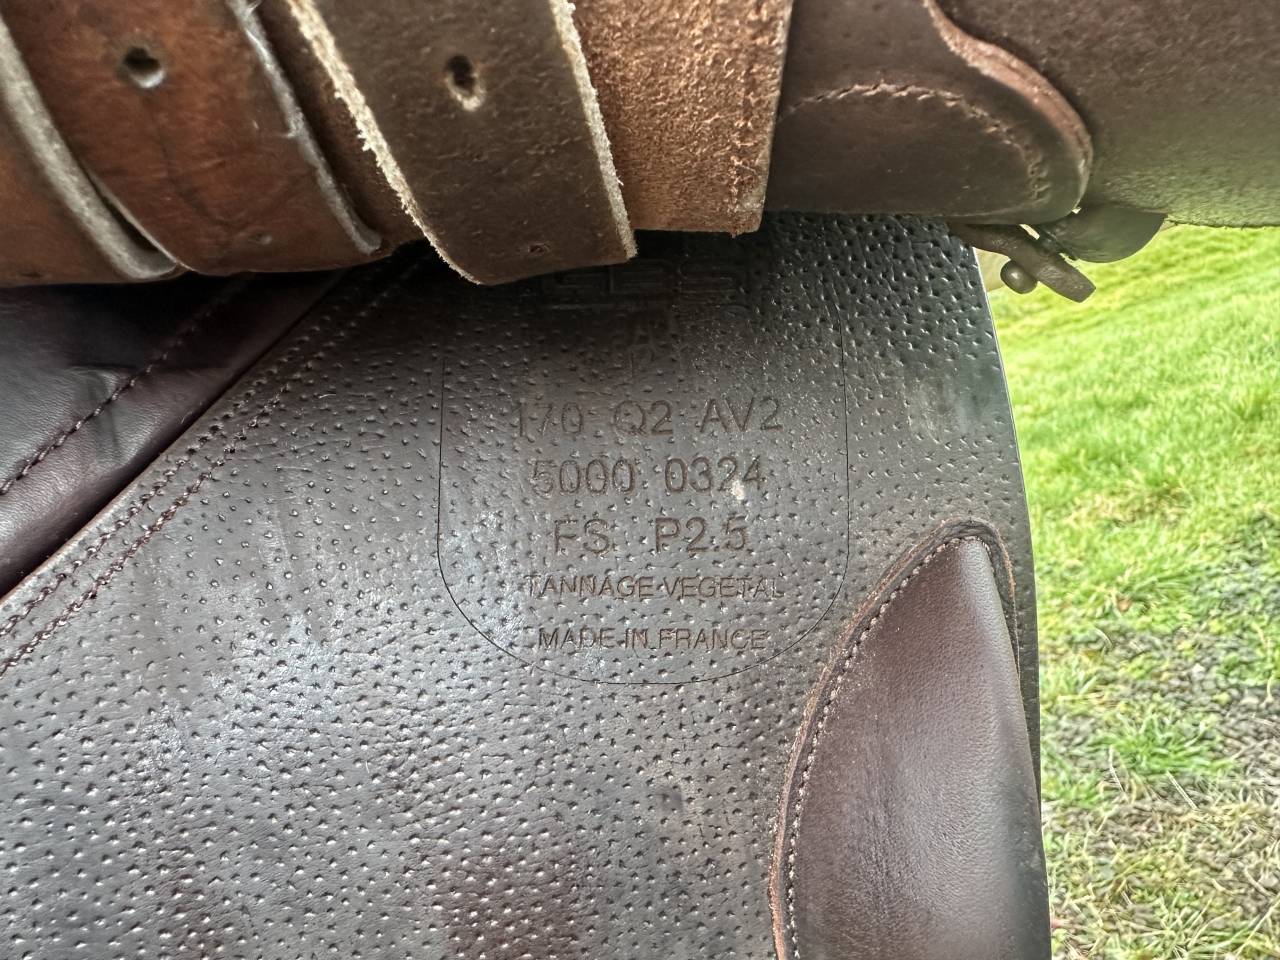 170 Q2 AV2
5000 0324
FS P2.5
TANNAGE VEGETAL
MADE IN FRANCE